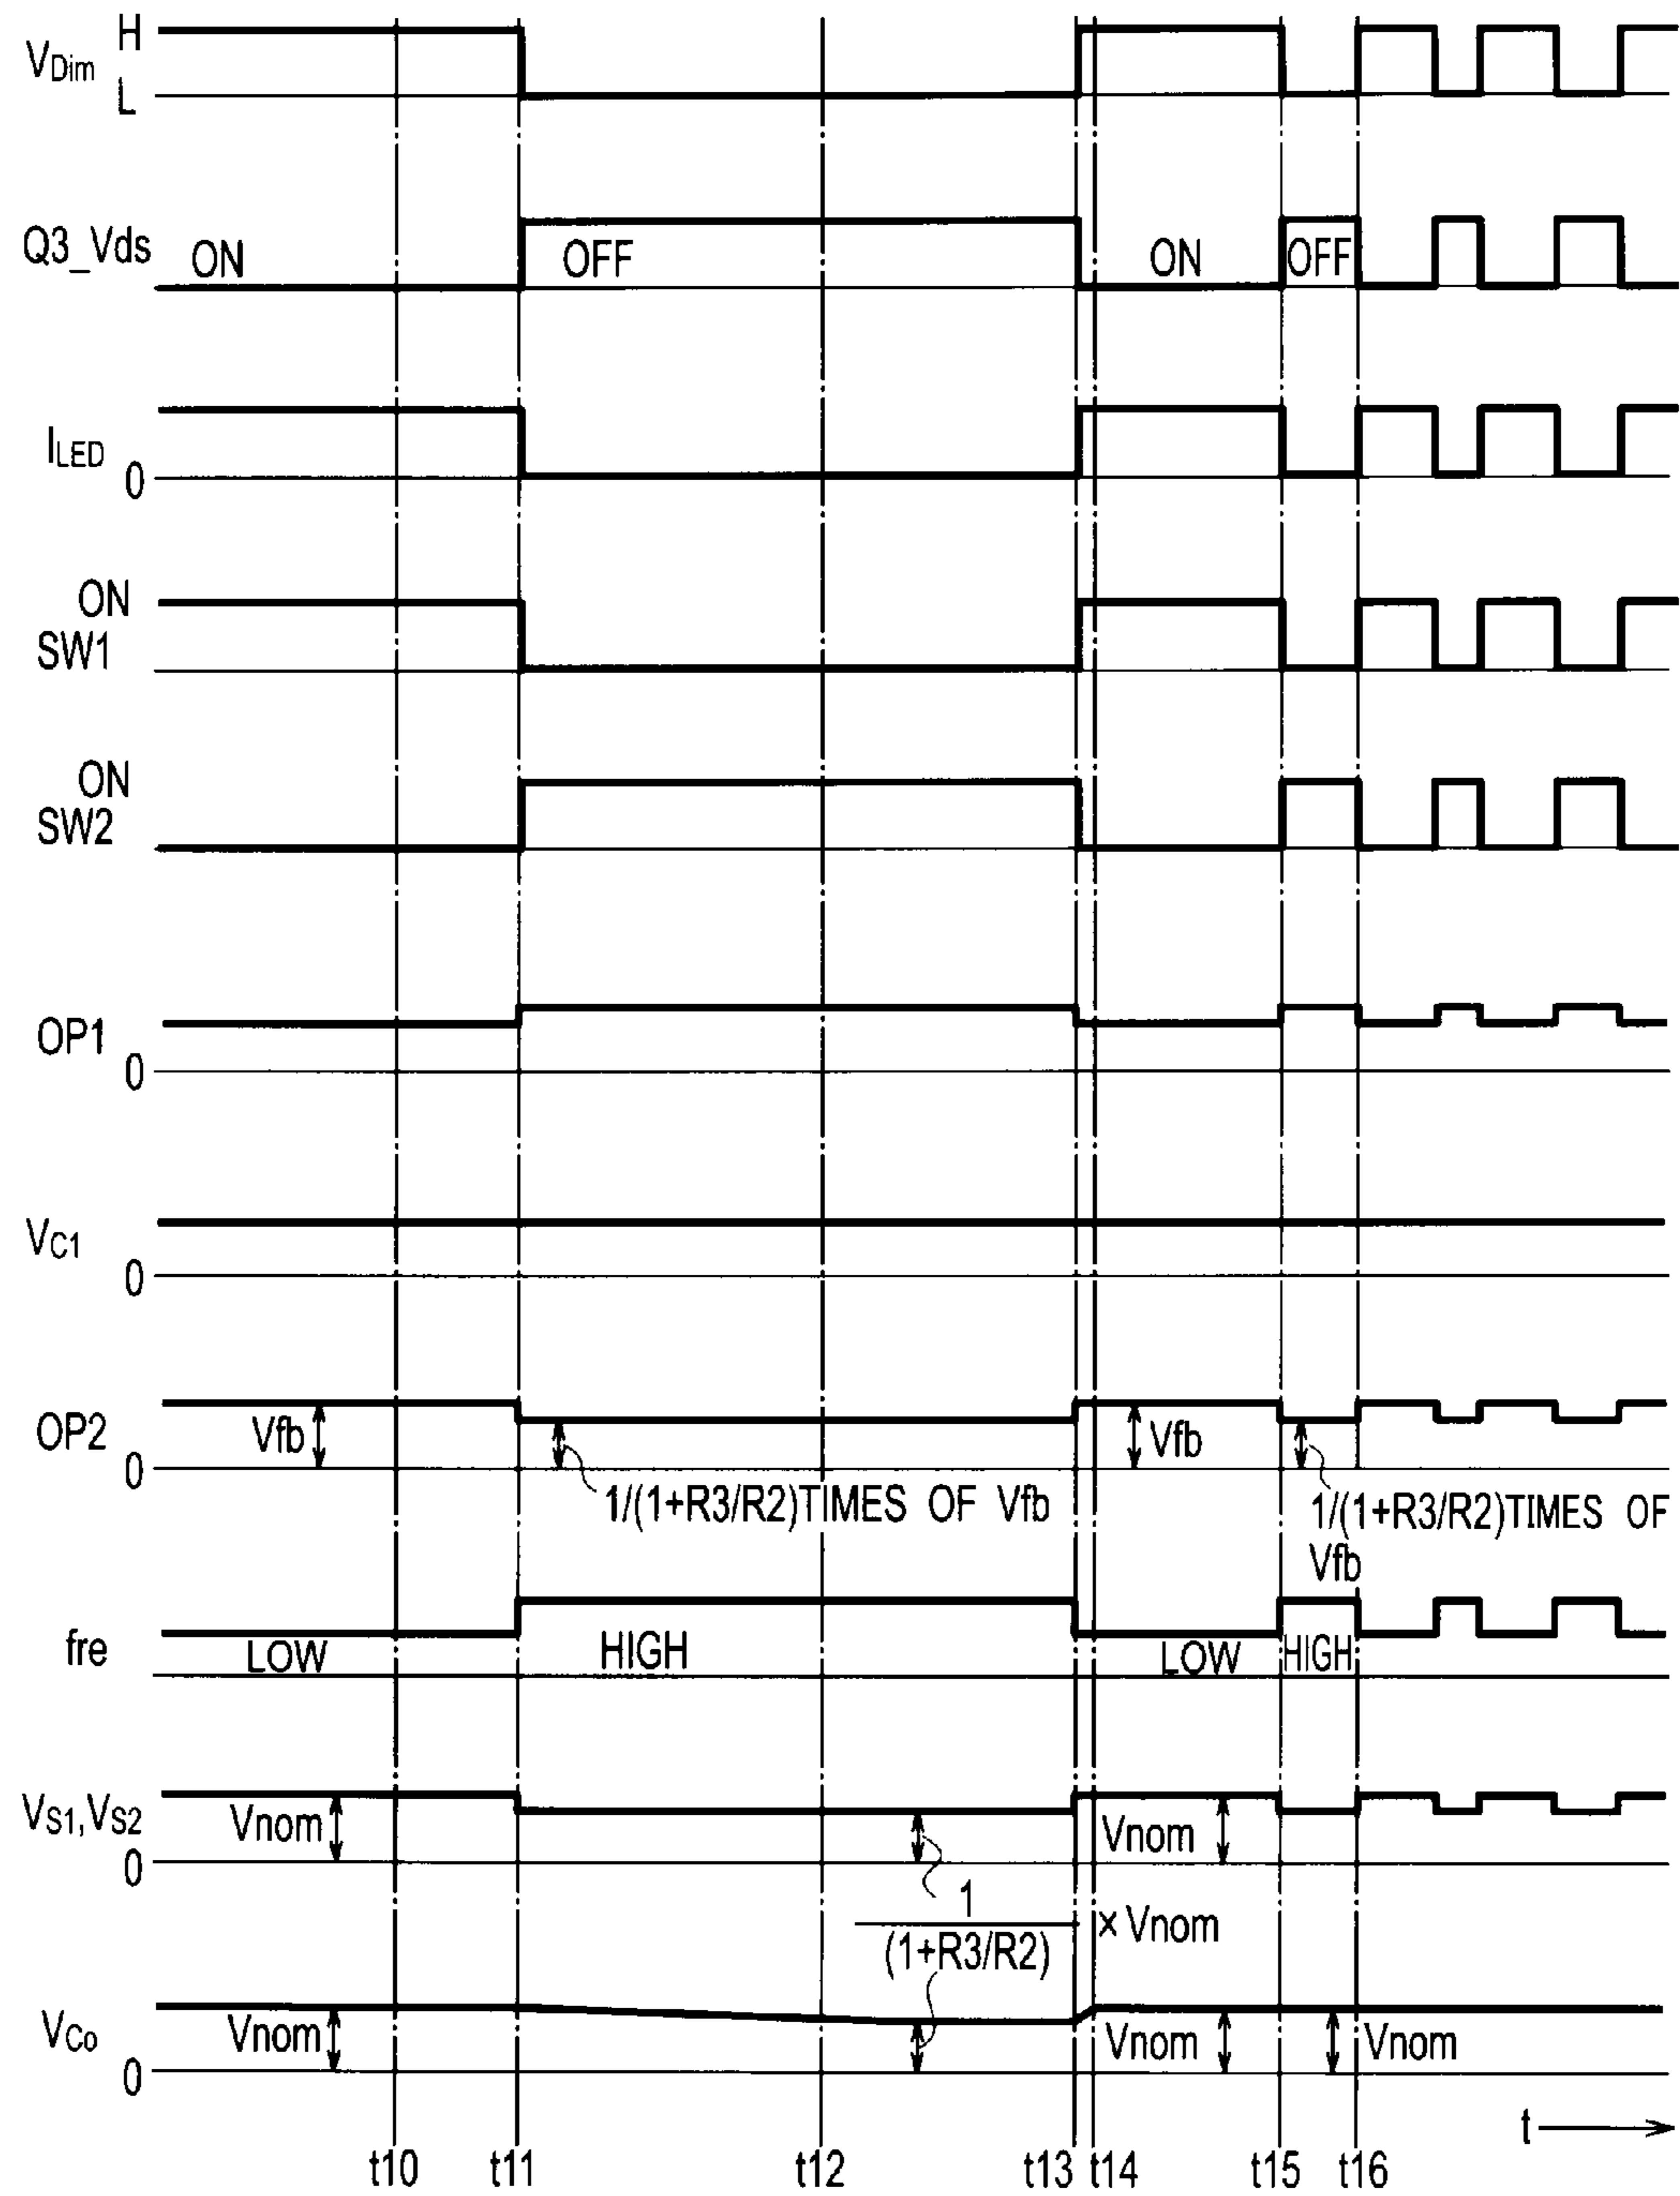 VDim H
L
Q3_Vds ON OFF ON OFF
ILED
0
ON
SW1
ON
SW2
OP1
0
VC1
0
OP2 Vfb Vfb
0
1/(1+R3/R2)TIMES OF Vfb 1/(1+R3/R2)TIMES OF
Vfb
fre LOW HIGH LOW HIGH
VS1,VS2 Vnom Vnom
0
1
(1+R3/R2)
× Vnom
VCo Vnom Vnom Vnom
0
t
t10 t11 t12 t13 t14 t15 t16